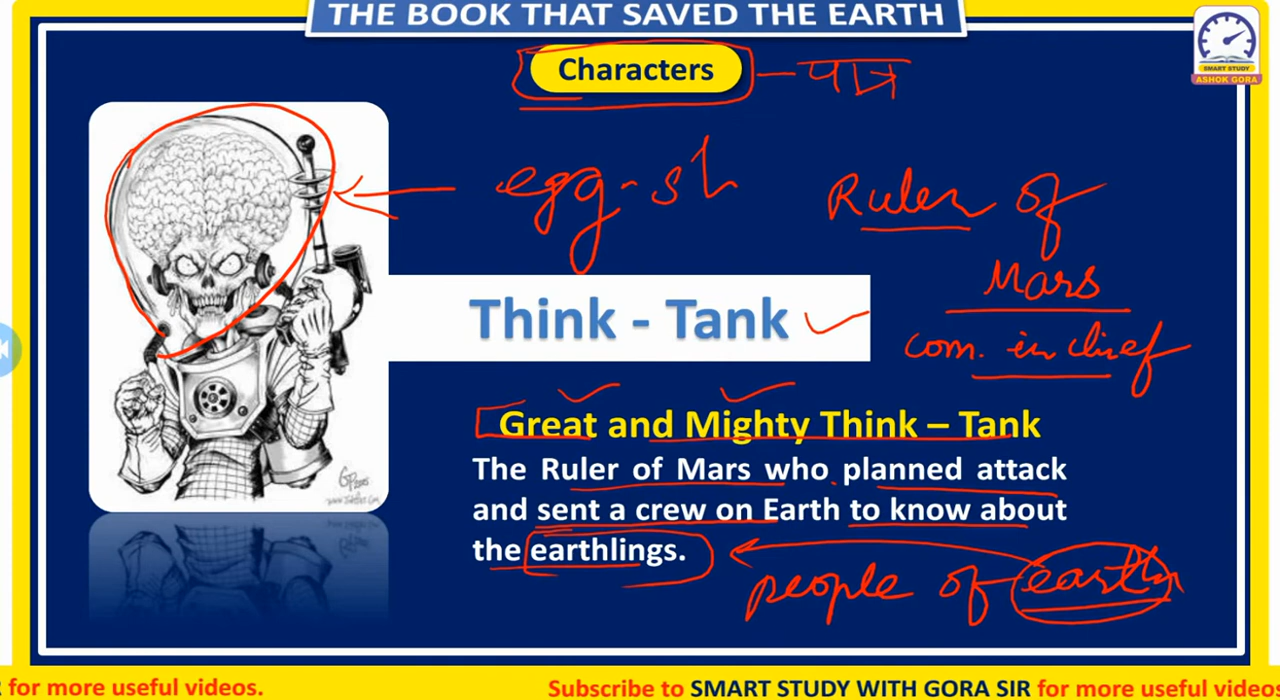 THE BOOK THAT SAVED THE EARTH
SMART STUDY
ASHOK GORA
Characters – पात्र
egg-sh
Ruler of
Mars
com. in chief
Think - Tank
Great and Mighty Think – Tank
The Ruler of Mars who planned attack
and sent a crew on Earth to know about
the earthlings.
people of earth
for more useful videos.
Subscribe to SMART STUDY WITH GORA SIR for more useful videos